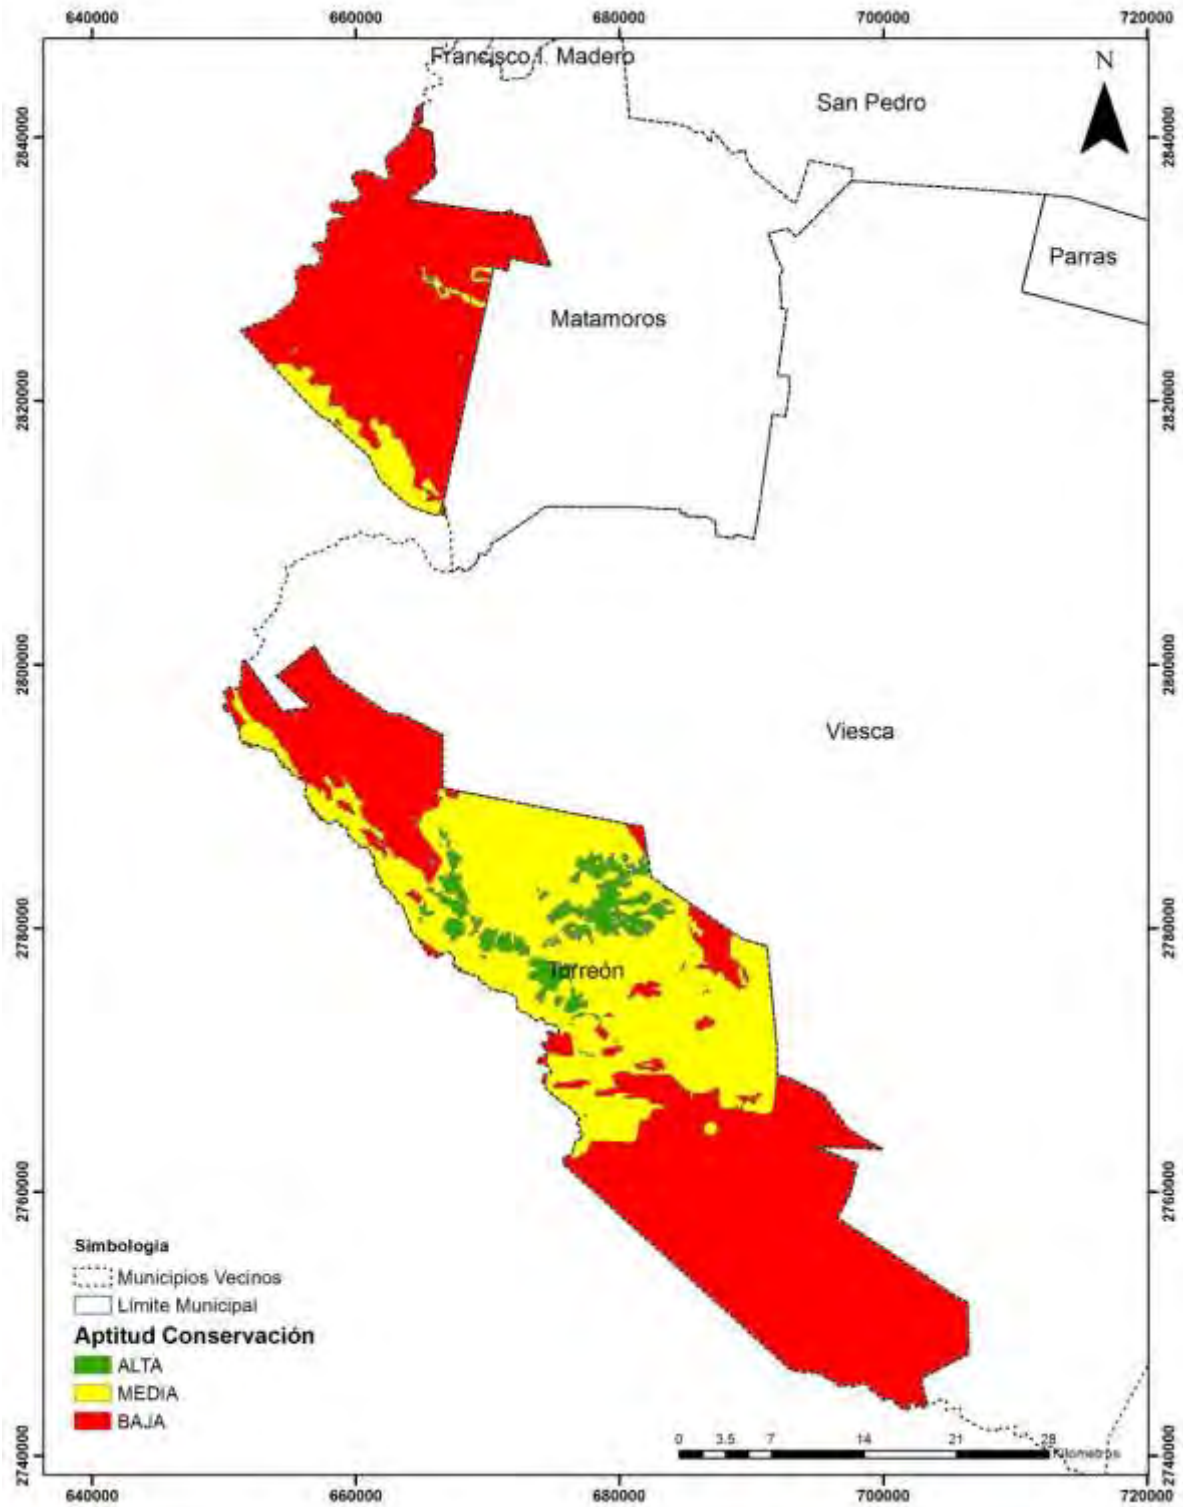 640000 660000 680000 700000 720000
Francisco I. Madero
N
San Pedro
2840000 2840000
Parras
Matamoros
2820000 2820000
2800000 2800000
Viesca
2780000 2780000
Torreón
2760000 2760000
Simbologia
Municipios Vecinos
Límite Municipal
Aptitud Conservación
ALTA
MEDIA
BAJA
0 3.5 7 14 21 28
Kilometros
2740000 2740000
640000 660000 680000 700000 720000